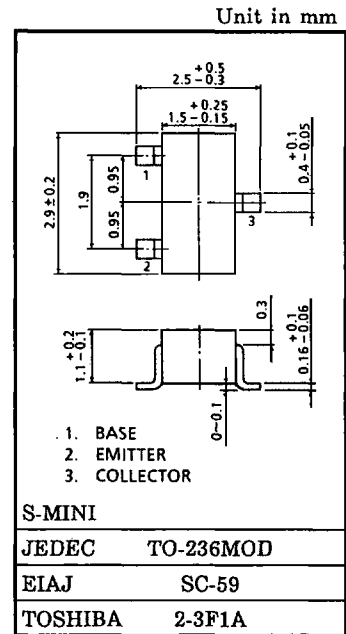 Unit in mm
+0.5
2.5-0.3
+0.25
1.5-0.15
2.9±0.2
1.9
0.95
0.95
1
2
3
+0.1
0.4-0.05
+0.2
1.1-0.1
0.3
+0.1
0.16-0.06
0~0.1
1. BASE
2. EMITTER
3. COLLECTOR
S-MINI
JEDEC TO-236MOD
EIAJ SC-59
TOSHIBA 2-3F1A